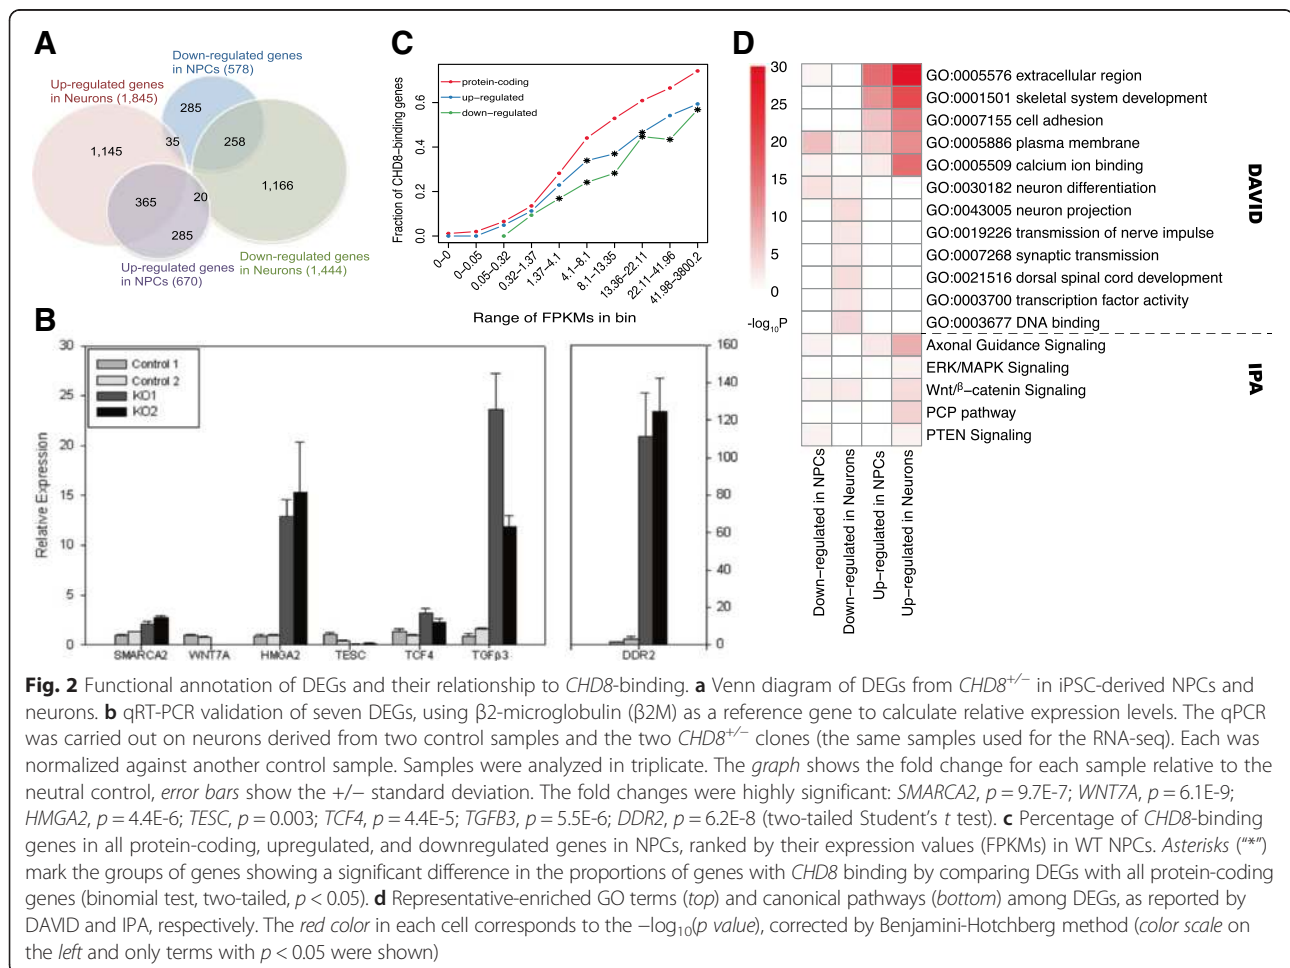 A
Down-regulated genes
in NPCs (578)
Up-regulated genes
in Neurons (1,845)
285
35
258
1,145
1,166
365
20
285
Up-regulated genes
in NPCs (670)
Down-regulated genes
in Neurons (1,444)
C
protein-coding
up-regulated
down-regulated
Fraction of CHD8-binding genes
0.6
0.4
0.2
0.0
0-0
0-0.05
0.05-0.32
0.32-1.37
1.37-4.1
4.1-8.1
8.1-13.35
13.36-22.11
22.11-41.96
41.98-3800.2
Range of FPKMs in bin
D
30
25
20
15
10
5
0
-log10P
GO:0005576 extracellular region
GO:0001501 skeletal system development
GO:0007155 cell adhesion
GO:0005886 plasma membrane
GO:0005509 calcium ion binding
GO:0030182 neuron differentiation
GO:0043005 neuron projection
GO:0019226 transmission of nerve impulse
GO:0007268 synaptic transmission
GO:0021516 dorsal spinal cord development
GO:0003700 transcription factor activity
GO:0003677 DNA binding
Axonal Guidance Signaling
ERK/MAPK Signaling
Wnt/β-catenin Signaling
PCP pathway
PTEN Signaling
DAVID
IPA
Down-regulated in NPCs
Down-regulated in Neurons
Up-regulated in NPCs
Up-regulated in Neurons
B
Relative Expression
30
25
20
15
10
5
0
Control 1
Control 2
KO1
KO2
SMARCA2
WNT7A
HMGA2
TESC
TCF4
TGFβ3
DDR2
160
140
120
100
80
60
40
20
0
Fig. 2 Functional annotation of DEGs and their relationship to CHD8-binding. a Venn diagram of DEGs from CHD8+/− in iPSC-derived NPCs and
neurons. b qRT-PCR validation of seven DEGs, using β2-microglobulin (β2M) as a reference gene to calculate relative expression levels. The qPCR
was carried out on neurons derived from two control samples and the two CHD8+/− clones (the same samples used for the RNA-seq). Each was
normalized against another control sample. Samples were analyzed in triplicate. The graph shows the fold change for each sample relative to the
neutral control, error bars show the +/− standard deviation. The fold changes were highly significant: SMARCA2, p = 9.7E-7; WNT7A, p = 6.1E-9;
HMGA2, p = 4.4E-6; TESC, p = 0.003; TCF4, p = 4.4E-5; TGFB3, p = 5.5E-6; DDR2, p = 6.2E-8 (two-tailed Student's t test). c Percentage of CHD8-binding
genes in all protein-coding, upregulated, and downregulated genes in NPCs, ranked by their expression values (FPKMs) in WT NPCs. Asterisks ("*")
mark the groups of genes showing a significant difference in the proportions of genes with CHD8 binding by comparing DEGs with all protein-coding
genes (binomial test, two-tailed, p < 0.05). d Representative-enriched GO terms (top) and canonical pathways (bottom) among DEGs, as reported by
DAVID and IPA, respectively. The red color in each cell corresponds to the −log10(p value), corrected by Benjamini-Hotchberg method (color scale on
the left and only terms with p < 0.05 were shown)